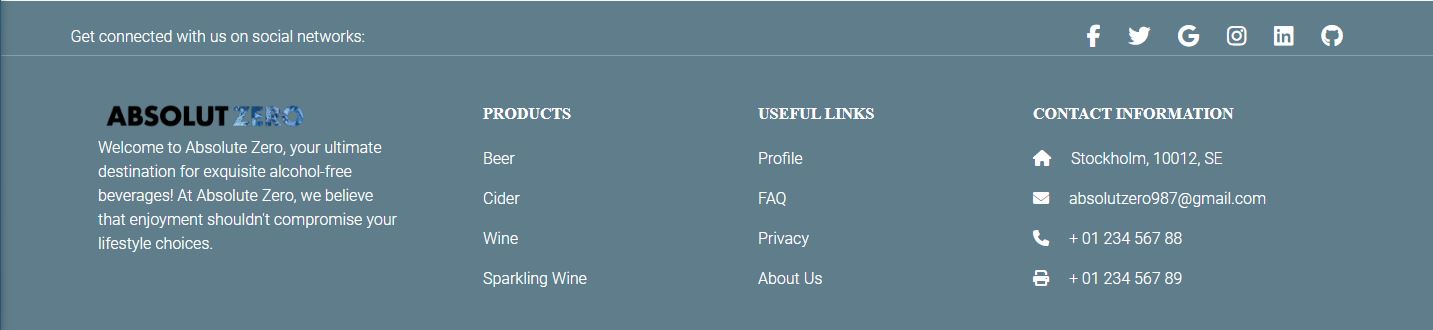 Get connected with us on social networks:
ABSOLUT ZERO
Welcome to Absolute Zero, your ultimate
destination for exquisite alcohol-free
beverages! At Absolute Zero, we believe
that enjoyment shouldn't compromise your
lifestyle choices.
PRODUCTS
Beer
Cider
Wine
Sparkling Wine
USEFUL LINKS
Profile
FAQ
Privacy
About Us
CONTACT INFORMATION
Stockholm, 10012, SE
absolutzero987@gmail.com
+ 01 234 567 88
+ 01 234 567 89